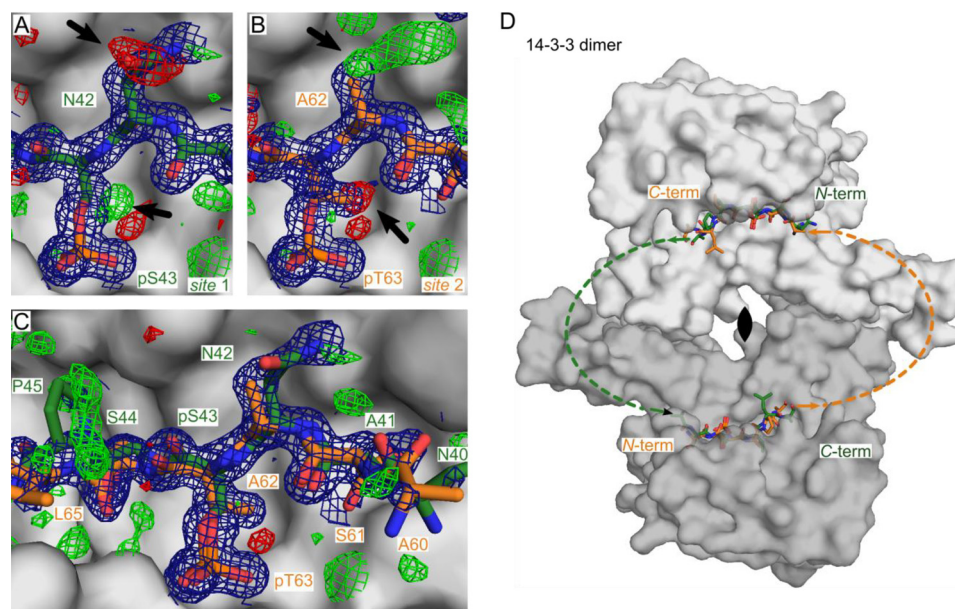 A
N42
pS43
site 1
B
A62
A62
pT63
site 2
C
N42
P45
S44
pS43
A41
N40
L65
A62
S61
A60
pT63
D
14-3-3 dimer
C-term
N-term
N-term
C-term